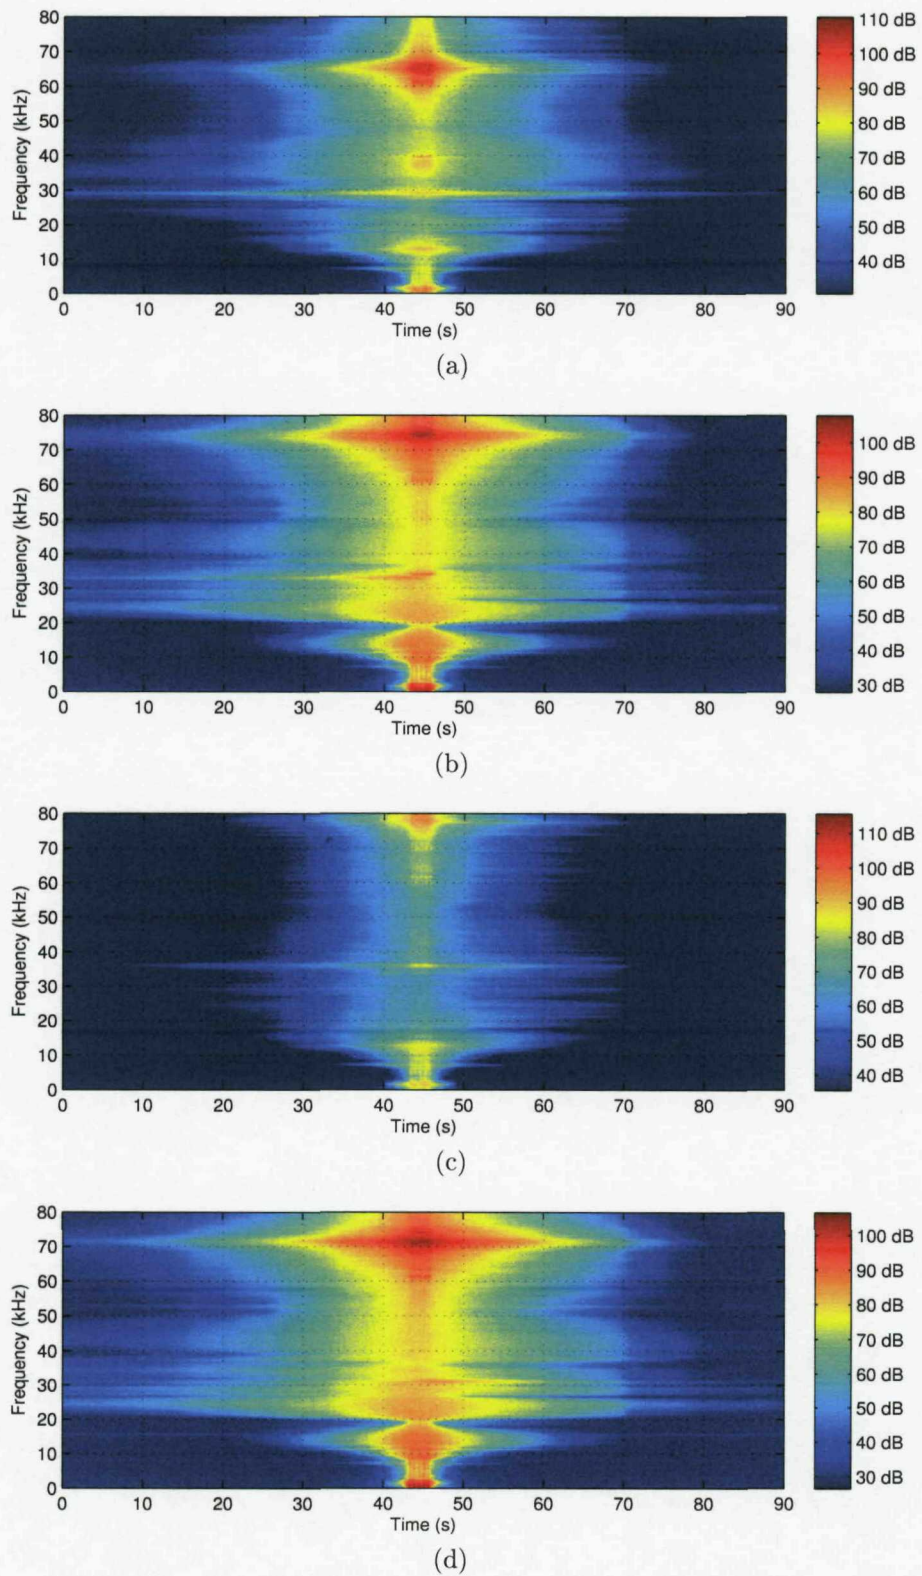 80
70
60
50
40
30
20
10
0
Frequency (kHz)
0 10 20 30 40 50 60 70 80 90
Time (s)
110 dB
100 dB
90 dB
80 dB
70 dB
60 dB
50 dB
40 dB
(a)
80
70
60
50
40
30
20
10
0
Frequency (kHz)
0 10 20 30 40 50 60 70 80 90
Time (s)
100 dB
90 dB
80 dB
70 dB
60 dB
50 dB
40 dB
30 dB
(b)
80
70
60
50
40
30
20
10
0
Frequency (kHz)
0 10 20 30 40 50 60 70 80 90
Time (s)
110 dB
100 dB
90 dB
80 dB
70 dB
60 dB
50 dB
40 dB
(c)
80
70
60
50
40
30
20
10
0
Frequency (kHz)
0 10 20 30 40 50 60 70 80 90
Time (s)
100 dB
90 dB
80 dB
70 dB
60 dB
50 dB
40 dB
30 dB
(d)